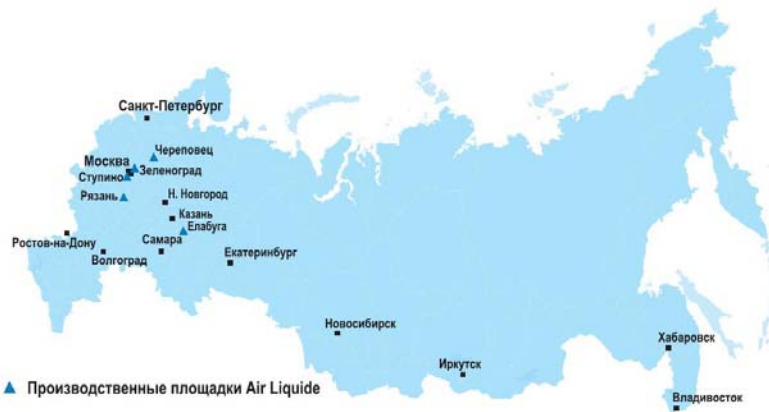 Санкт-Петербург
Череповец
Москва
Зеленоград
Ступино
Рязань
Н. Новгород
Казань
Елабуга
Ростов-на-Дону
Самара
Волгоград
Екатеринбург
Новосибирск
Хабаровск
Иркутск
Производственные площадки Air Liquide
Владивосток